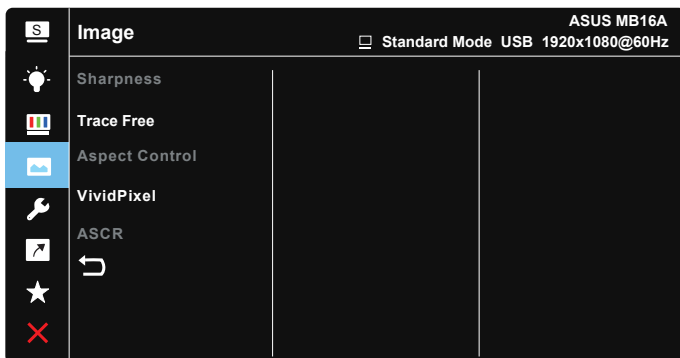 S
Image
ASUS MB16A
Standard Mode USB 1920x1080@60Hz
Sharpness
Trace Free
Aspect Control
VividPixel
ASCR